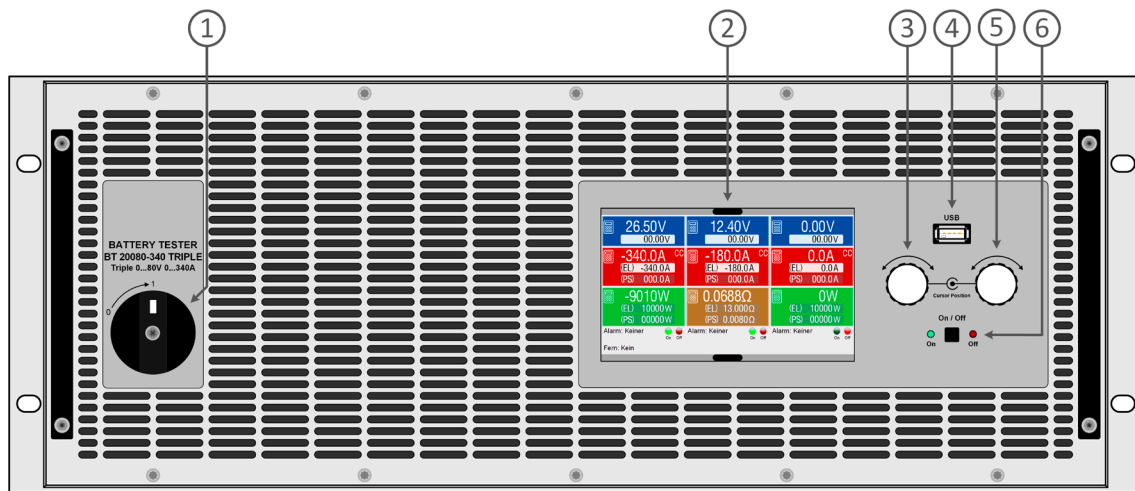 1
2
3
4
5
6
BATTERY TESTER
BT 20080-340 TRIPLE
Triple 0...80V 0...340A
0
1
26.50V
00.00V
12.40V
00.00V
0.00V
00.00V
-340.0A CC
(EL) -340.0A
(PS) 000.0A
-180.0A CC
(EL) -180.0A
(PS) 000.0A
0.0A CC
(EL) 0.0A
(PS) 000.0A
-9010W
(EL) 10000W
(PS) 00000W
0.0688Ω
(EL) 13.000Ω
(PS) 0.0080Ω
0W
(EL) 10000W
(PS) 00000W
Alarm: Keiner On Off
Alarm: Keiner On Off
Alarm: Keiner On Off
Fern: Kein
USB
Cursor Position
On / Off
On
Off